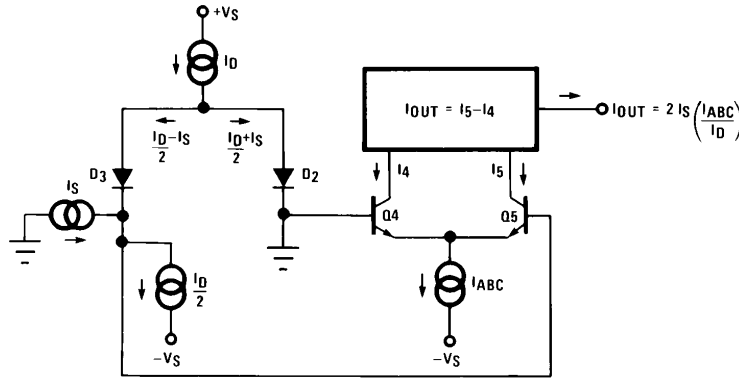 +VS
ID
ID/2 − IS
ID/2 + IS
IOUT = I5 − I4
IOUT = 2 IS (IABC/ID)
D3
D2
I4
I5
IS
Q4
Q5
ID/2
IABC
−VS
−VS